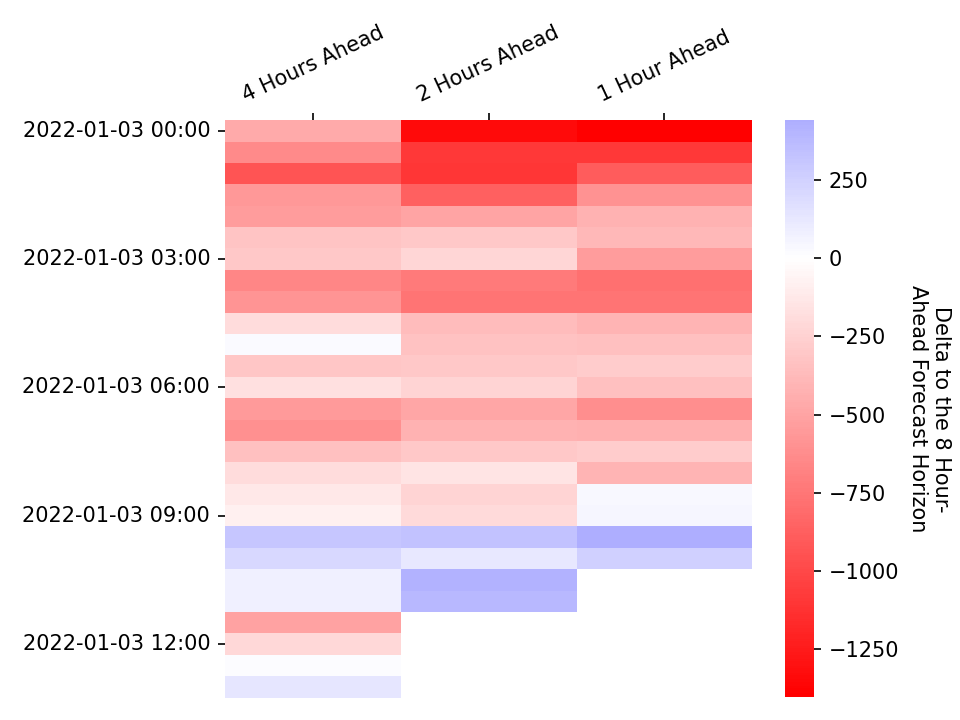 4 Hours Ahead
2 Hours Ahead
1 Hour Ahead
2022-01-03 00:00
2022-01-03 03:00
2022-01-03 06:00
2022-01-03 09:00
2022-01-03 12:00
250
0
−250
−500
−750
−1000
−1250
Delta to the 8 Hour-
Ahead Forecast Horizon